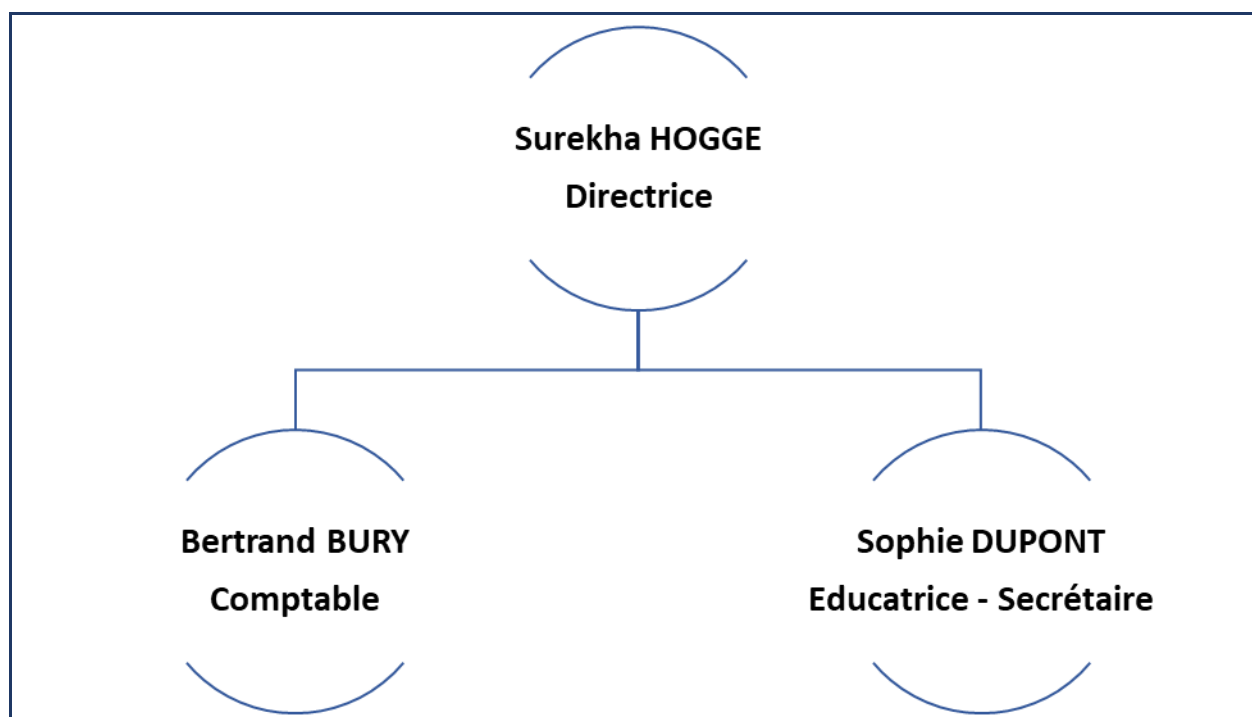 Surekha HOGGE
Directrice
Bertrand BURY
Comptable
Sophie DUPONT
Educatrice - Secrétaire